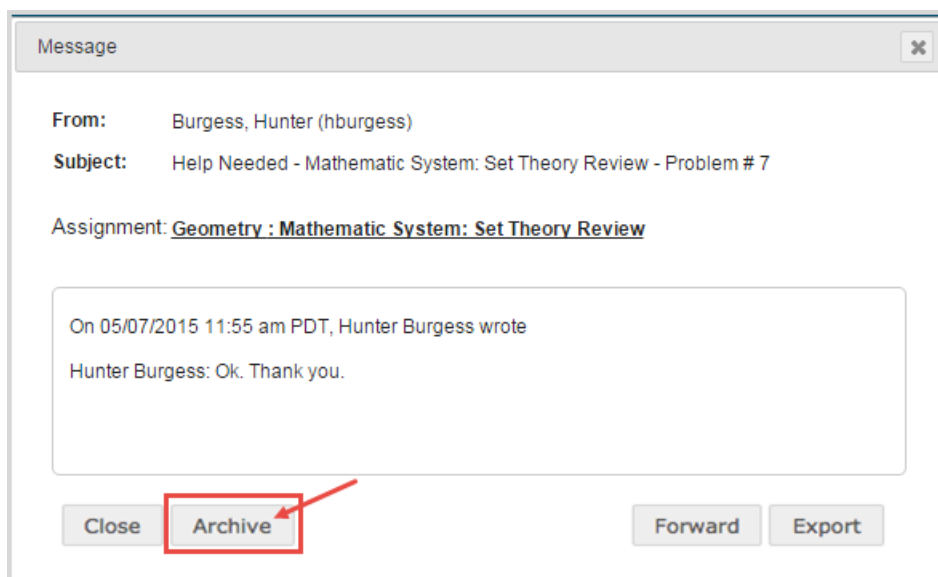 Message
From: Burgess, Hunter (hburgess)
Subject: Help Needed - Mathematic System: Set Theory Review - Problem # 7
Assignment: Geometry : Mathematic System: Set Theory Review
On 05/07/2015 11:55 am PDT, Hunter Burgess wrote
Hunter Burgess: Ok. Thank you.
Close Archive Forward Export